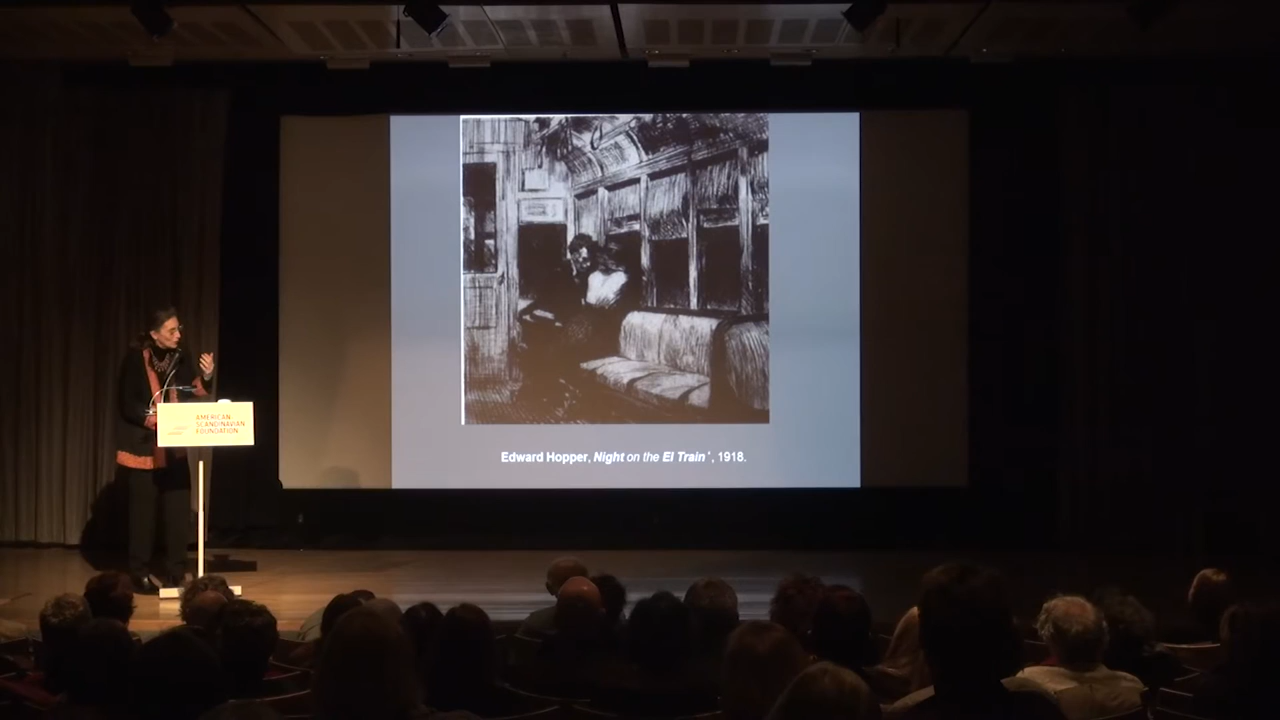 Edward Hopper, Night on the El Train', 1918.
AMERICAN
SCANDINAVIAN
FOUNDATION